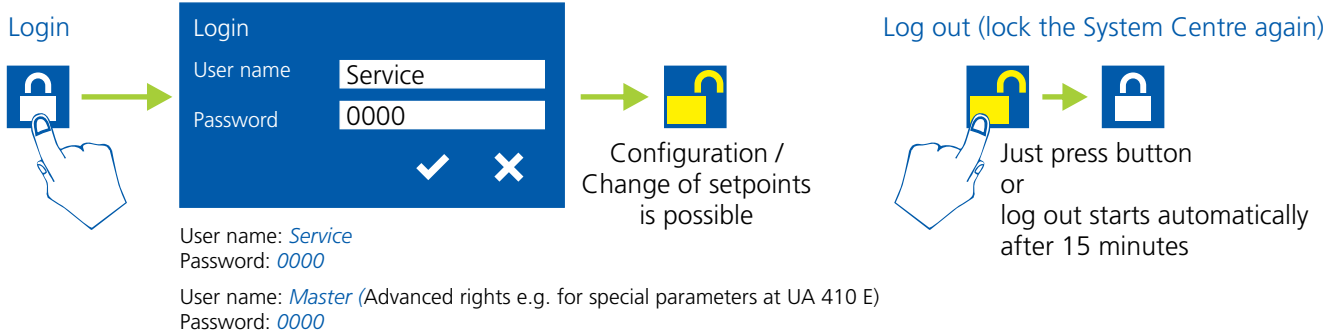 Login
Login
User name
Service
Password
0000
User name: Service
Password: 0000
User name: Master (Advanced rights e.g. for special parameters at UA 410 E)
Password: 0000
Configuration /
Change of setpoints
is possible
Log out (lock the System Centre again)
Just press button
or
log out starts automatically
after 15 minutes